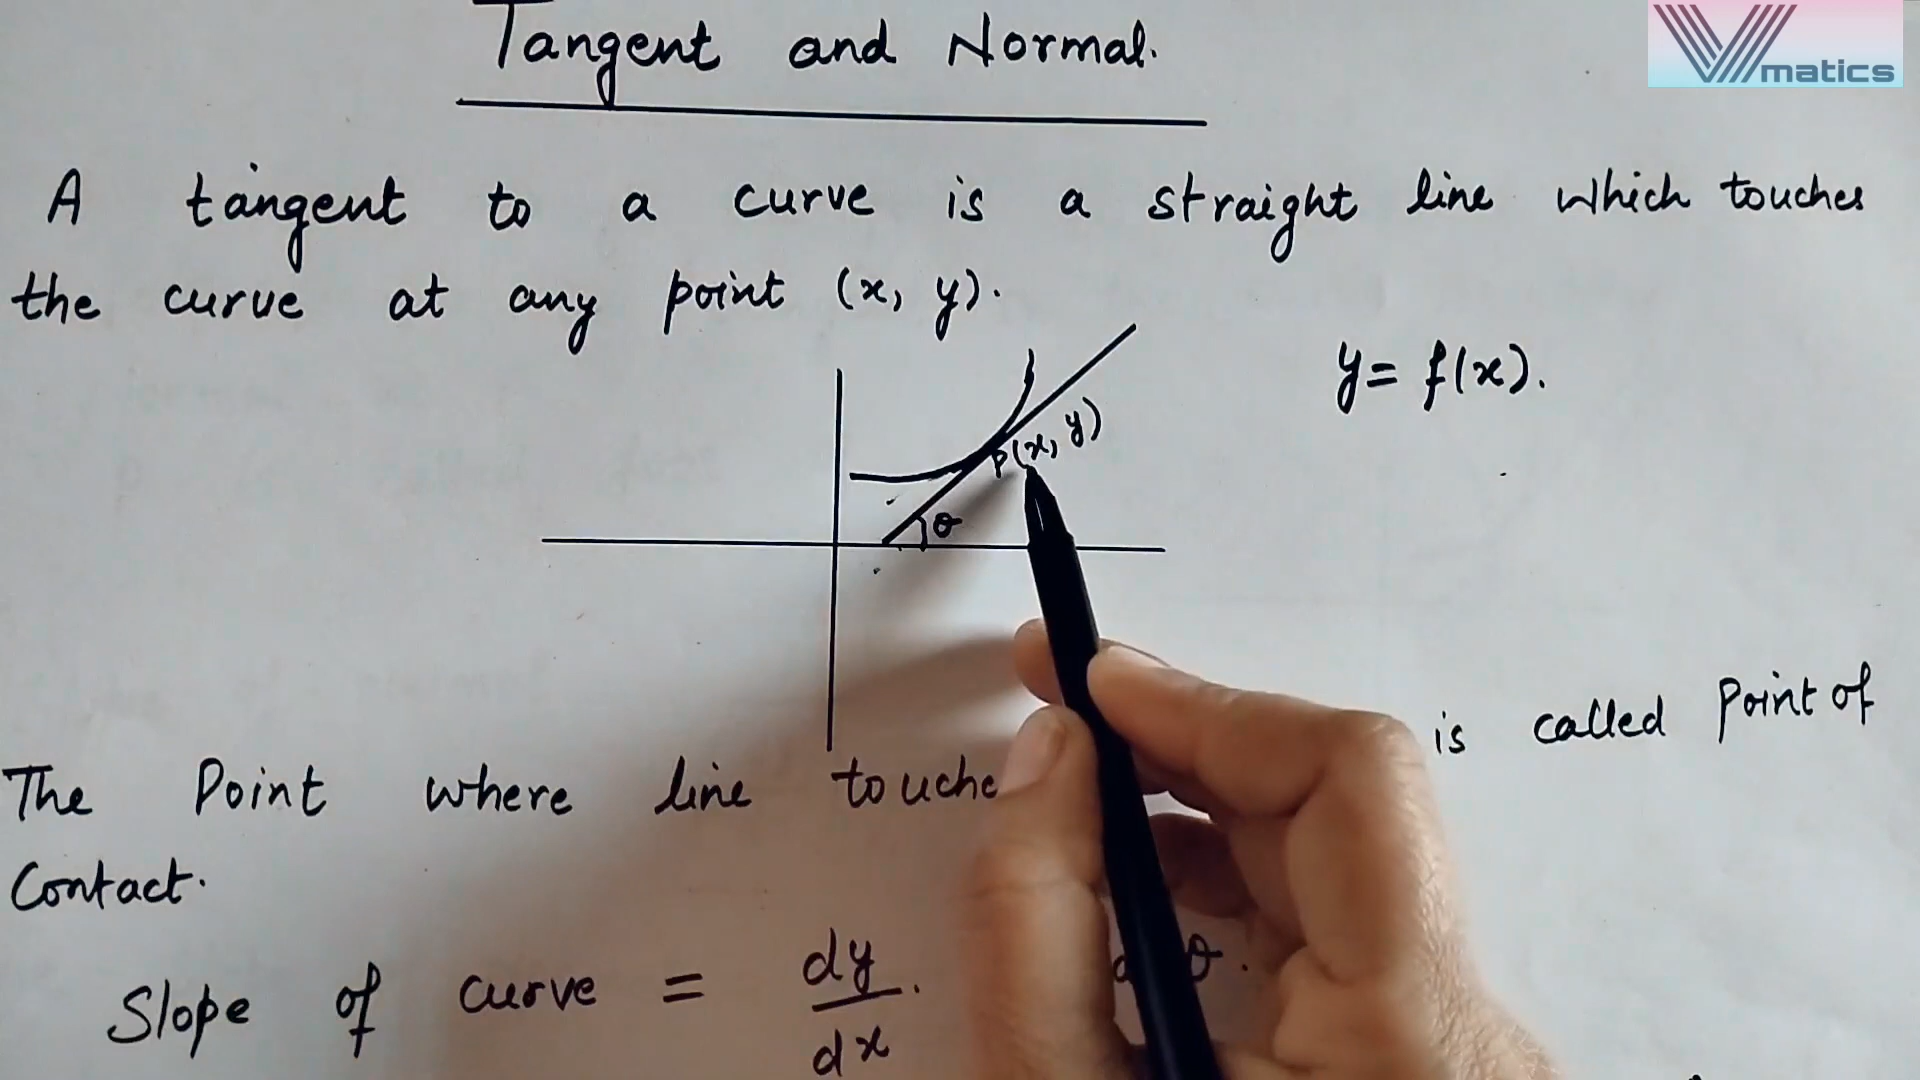 Vmatics
Tangent and Normal.
A tangent to a curve is a straight line which touches
the curve at any point (x, y).
y = f(x).
P(x, y)
θ
The Point where line touche is called Point of
Contact.
Slope of curve = dy/dx. θ.